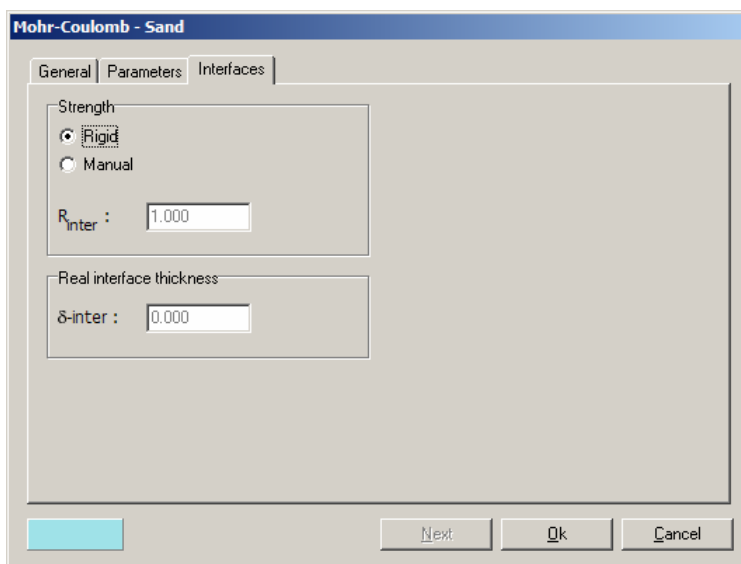 Mohr-Coulomb - Sand
General Parameters Interfaces
Strength
Rigid
Manual
Rinter : 1.000
Real interface thickness
δ-inter : 0.000
Next Ok Cancel